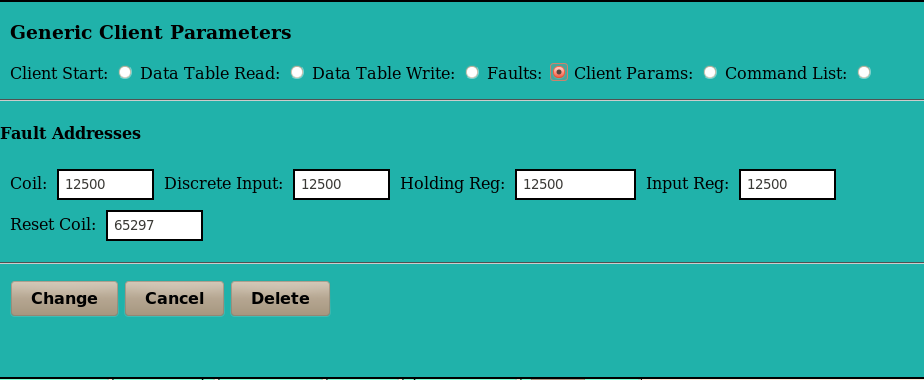 Generic Client Parameters
Client Start: Data Table Read: Data Table Write: Faults: Client Params: Command List:
Fault Addresses
Coil: 12500 Discrete Input: 12500 Holding Reg: 12500 Input Reg: 12500
Reset Coil: 65297
Change Cancel Delete